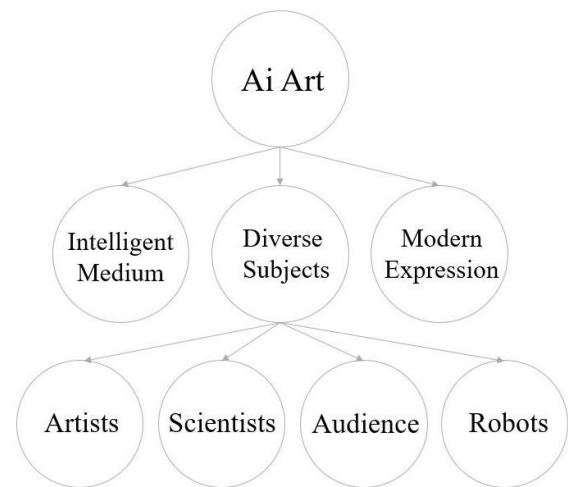 Ai Art
Intelligent
Medium
Diverse
Subjects
Modern
Expression
Artists
Scientists
Audience
Robots